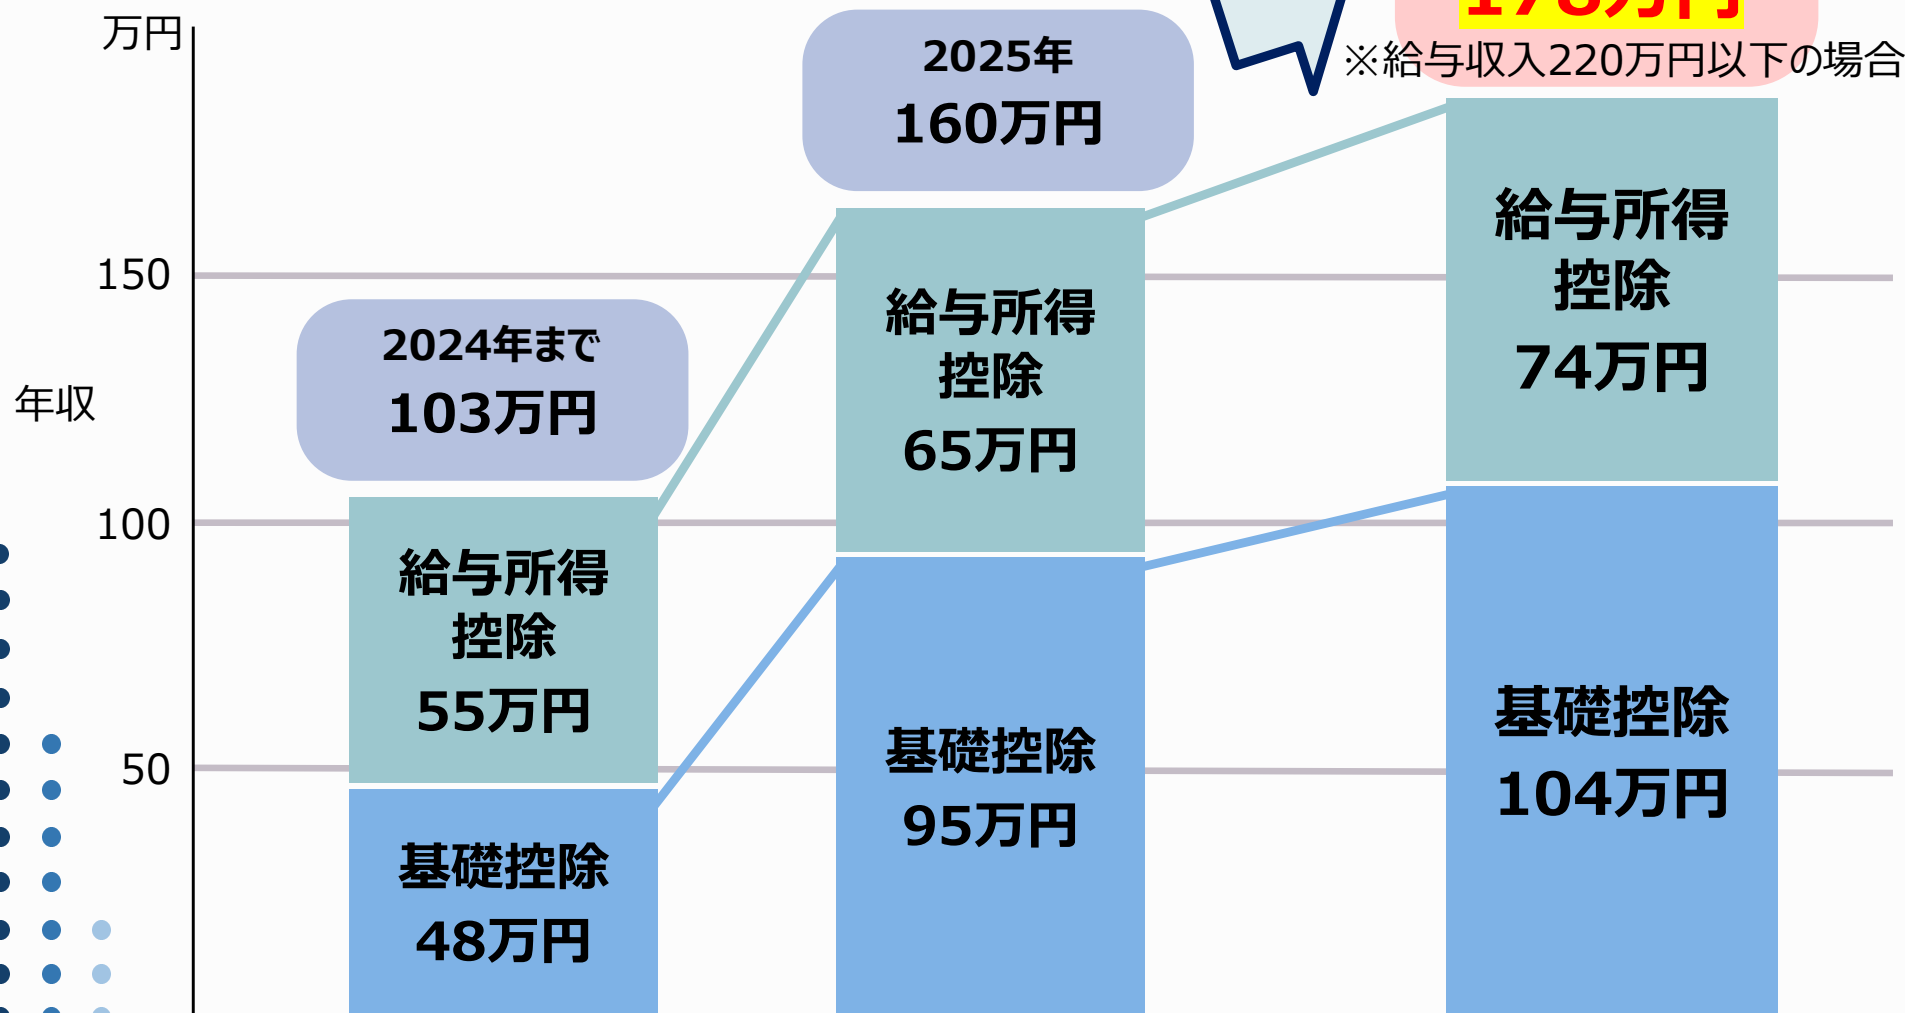 万円
2025年
160万円
178万円
※給与収入220万円以下の場合
150
2024年まで
103万円
年収
給与所得
控除
65万円
給与所得
控除
74万円
100
給与所得
控除
55万円
50
基礎控除
48万円
基礎控除
95万円
基礎控除
104万円